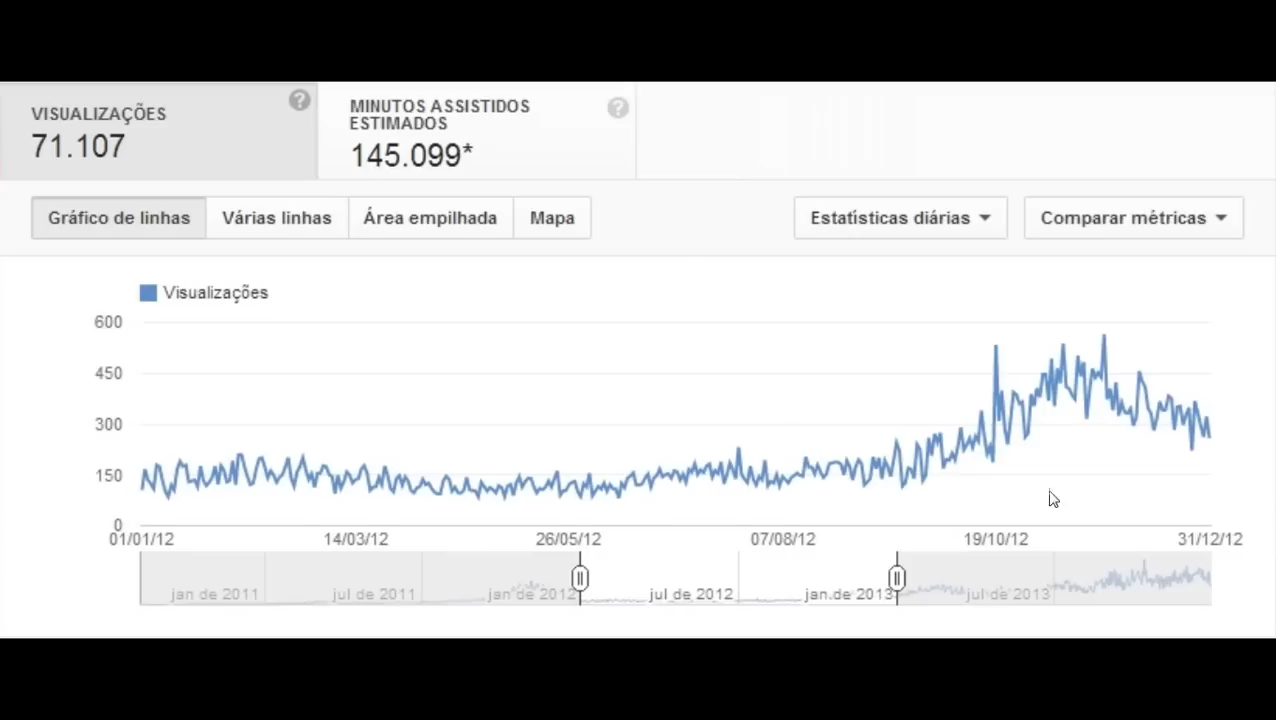 VISUALIZAÇÕES
71.107
MINUTOS ASSISTIDOS
ESTIMADOS
145.099*
Gráfico de linhas
Várias linhas
Área empilhada
Mapa
Estatísticas diárias
Comparar métricas
Visualizações
600
450
300
150
0
01/01/12 14/03/12 26/05/12 07/08/12 19/10/12 31/12/12
jan de 2011 jul de 2011 jan de 2012 jul de 2012 jan de 2013 jul de 2013